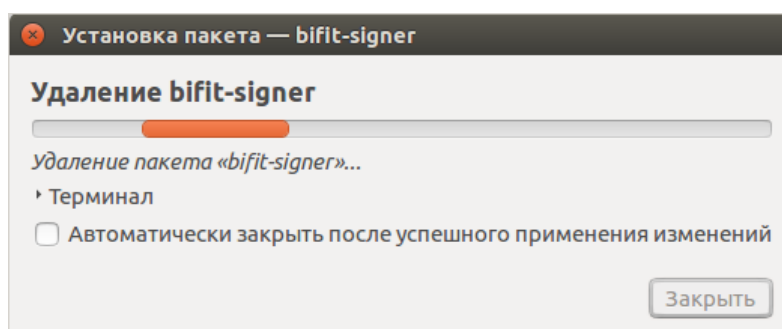 Установка пакета — bifit-signer
Удаление bifit-signer
Удаление пакета «bifit-signer»...
Терминал
Автоматически закрыть после успешного применения изменений
Закрыть